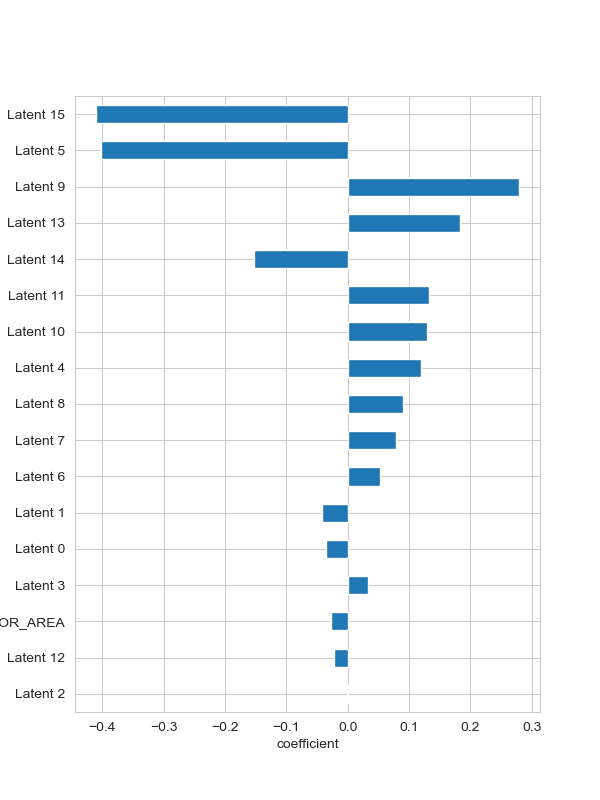 Latent 15
Latent 5
Latent 9
Latent 13
Latent 14
Latent 11
Latent 10
Latent 4
Latent 8
Latent 7
Latent 6
Latent 1
Latent 0
Latent 3
OR_AREA
Latent 12
Latent 2
−0.4 −0.3 −0.2 −0.1 0.0 0.1 0.2 0.3
coefficient